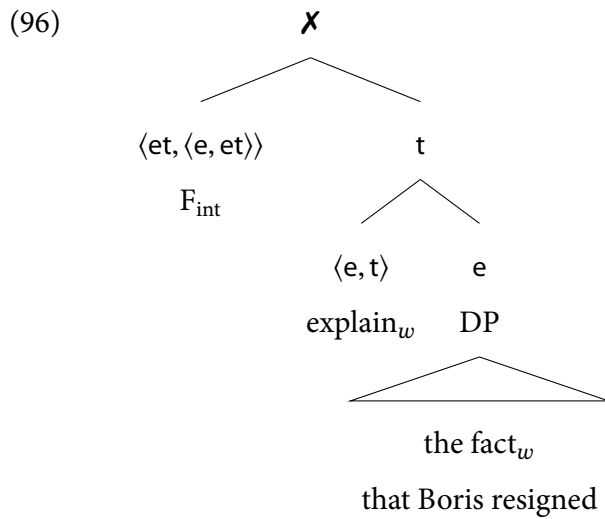 (96) ✗
⟨et, ⟨e, et⟩⟩ t
F_int
⟨e, t⟩ e
explain_w DP
the fact_w
that Boris resigned